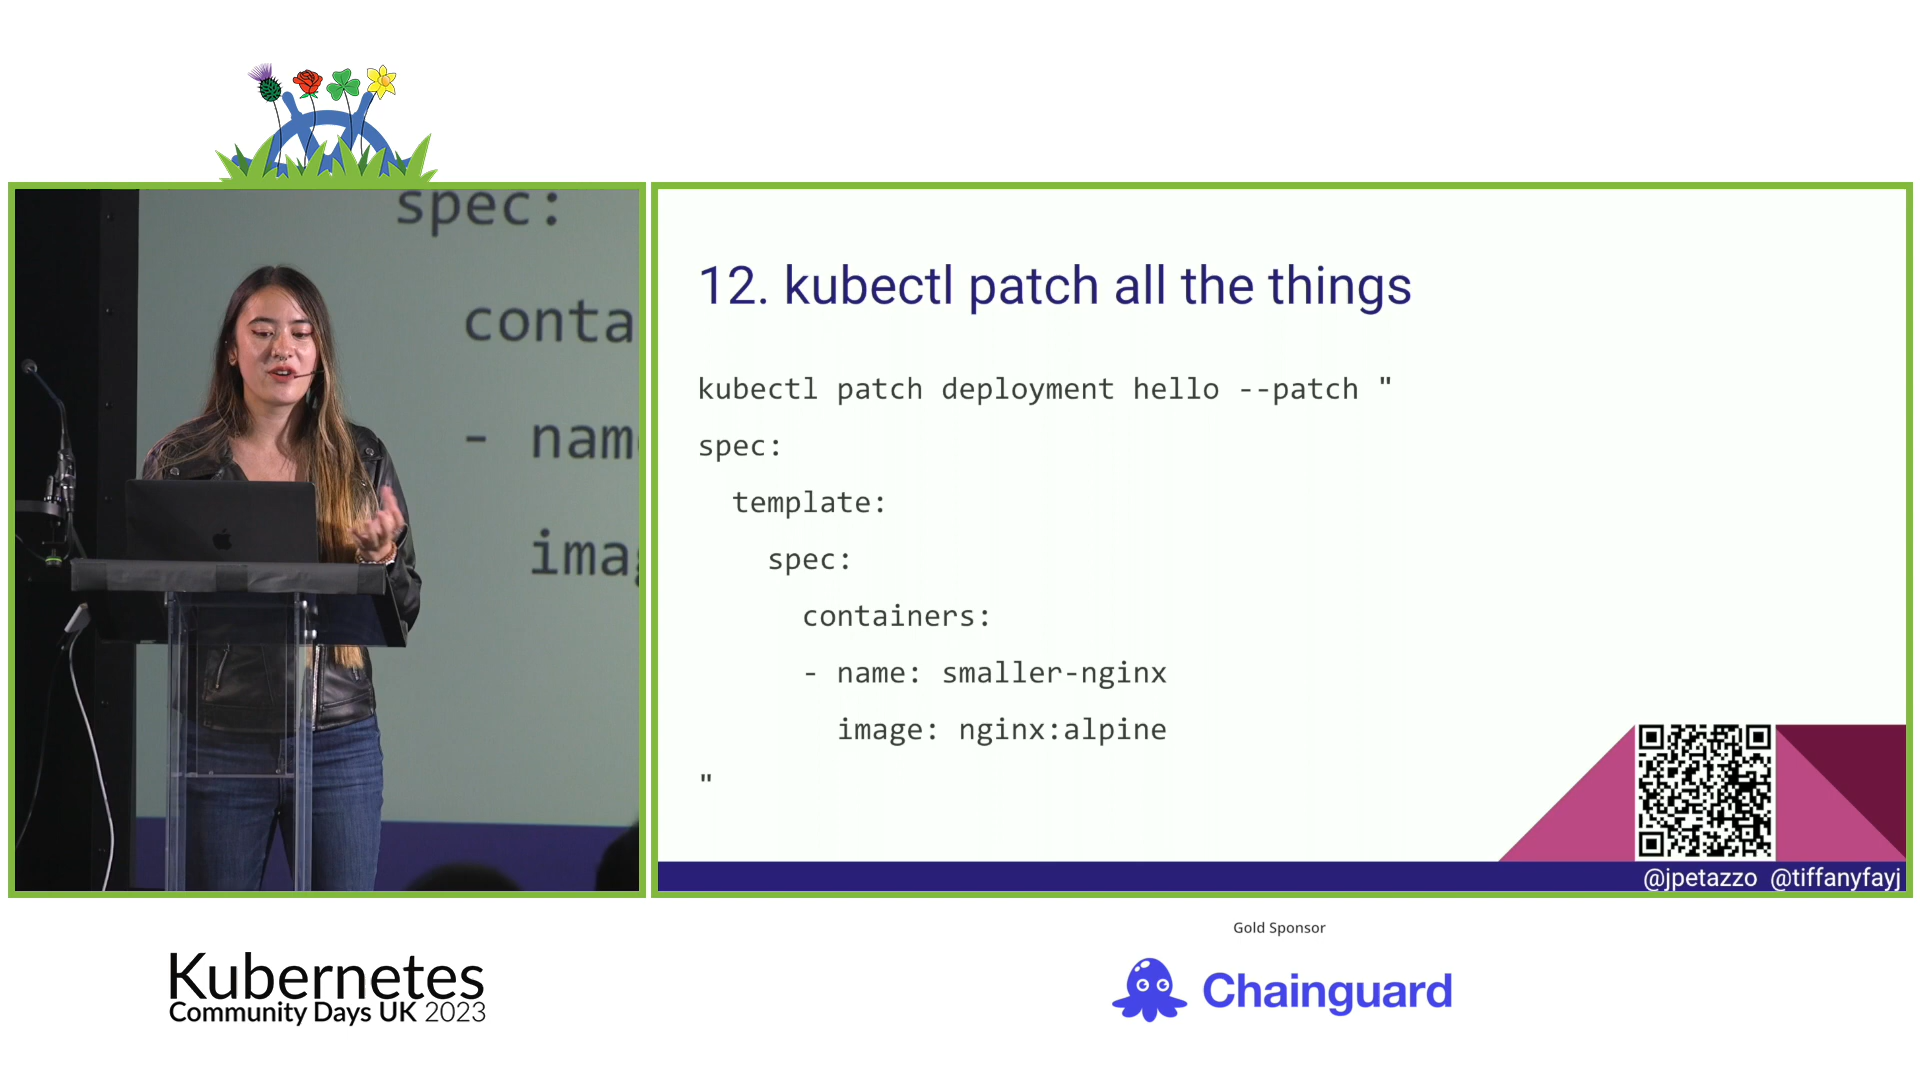 spec:
conta
- nam
imag
12. kubectl patch all the things
kubectl patch deployment hello --patch "
spec:
  template:
    spec:
      containers:
      - name: smaller-nginx
        image: nginx:alpine
"
@jpetazzo @tiffanyfayj
Kubernetes
Community Days UK 2023
Gold Sponsor
Chainguard